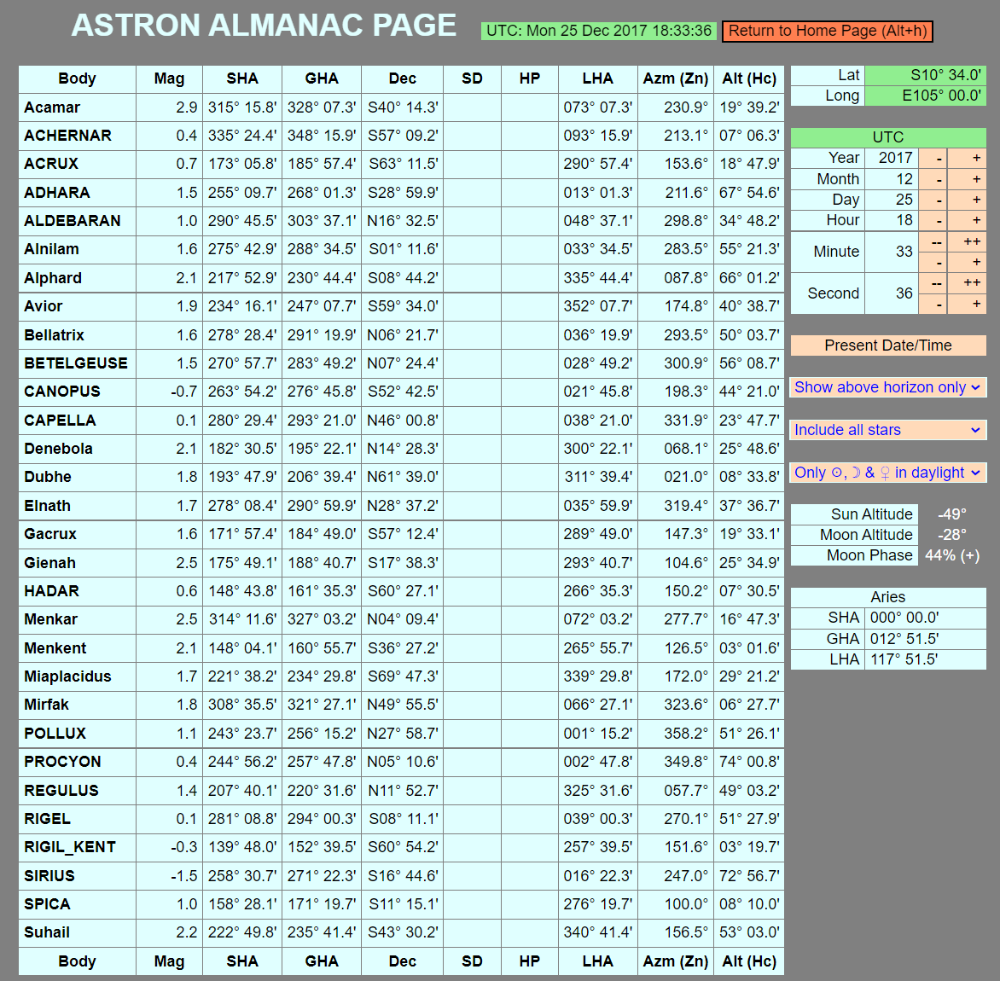 ASTRON ALMANAC PAGE UTC: Mon 25 Dec 2017 18:33:36 Return to Home Page (Alt+h)
Body Mag SHA GHA Dec SD HP LHA Azm (Zn) Alt (Hc)
Acamar 2.9 315° 15.8' 328° 07.3' S40° 14.3' 073° 07.3' 230.9° 19° 39.2'
ACHERNAR 0.4 335° 24.4' 348° 15.9' S57° 09.2' 093° 15.9' 213.1° 07° 06.3'
ACRUX 0.7 173° 05.8' 185° 57.4' S63° 11.5' 290° 57.4' 153.6° 18° 47.9'
ADHARA 1.5 255° 09.7' 268° 01.3' S28° 59.9' 013° 01.3' 211.6° 67° 54.6'
ALDEBARAN 1.0 290° 45.5' 303° 37.1' N16° 32.5' 048° 37.1' 298.8° 34° 48.2'
Alnilam 1.6 275° 42.9' 288° 34.5' S01° 11.6' 033° 34.5' 283.5° 55° 21.3'
Alphard 2.1 217° 52.9' 230° 44.4' S08° 44.2' 335° 44.4' 087.8° 66° 01.2'
Avior 1.9 234° 16.1' 247° 07.7' S59° 34.0' 352° 07.7' 174.8° 40° 38.7'
Bellatrix 1.6 278° 28.4' 291° 19.9' N06° 21.7' 036° 19.9' 293.5° 50° 03.7'
BETELGEUSE 1.5 270° 57.7' 283° 49.2' N07° 24.4' 028° 49.2' 300.9° 56° 08.7'
CANOPUS -0.7 263° 54.2' 276° 45.8' S52° 42.5' 021° 45.8' 198.3° 44° 21.0'
CAPELLA 0.1 280° 29.4' 293° 21.0' N46° 00.8' 038° 21.0' 331.9° 23° 47.7'
Denebola 2.1 182° 30.5' 195° 22.1' N14° 28.3' 300° 22.1' 068.1° 25° 48.6'
Dubhe 1.8 193° 47.9' 206° 39.4' N61° 39.0' 311° 39.4' 021.0° 08° 33.8'
Elnath 1.7 278° 08.4' 290° 59.9' N28° 37.2' 035° 59.9' 319.4° 37° 36.7'
Gacrux 1.6 171° 57.4' 184° 49.0' S57° 12.4' 289° 49.0' 147.3° 19° 33.1'
Gienah 2.5 175° 49.1' 188° 40.7' S17° 38.3' 293° 40.7' 104.6° 25° 34.9'
HADAR 0.6 148° 43.8' 161° 35.3' S60° 27.1' 266° 35.3' 150.2° 07° 30.5'
Menkar 2.5 314° 11.6' 327° 03.2' N04° 09.4' 072° 03.2' 277.7° 16° 47.3'
Menkent 2.1 148° 04.1' 160° 55.7' S36° 27.2' 265° 55.7' 126.5° 03° 01.6'
Miaplacidus 1.7 221° 38.2' 234° 29.8' S69° 47.3' 339° 29.8' 172.0° 29° 21.2'
Mirfak 1.8 308° 35.5' 321° 27.1' N49° 55.5' 066° 27.1' 323.6° 06° 27.7'
POLLUX 1.1 243° 23.7' 256° 15.2' N27° 58.7' 001° 15.2' 358.2° 51° 26.1'
PROCYON 0.4 244° 56.2' 257° 47.8' N05° 10.6' 002° 47.8' 349.8° 74° 00.8'
REGULUS 1.4 207° 40.1' 220° 31.6' N11° 52.7' 325° 31.6' 057.7° 49° 03.2'
RIGEL 0.1 281° 08.8' 294° 00.3' S08° 11.1' 039° 00.3' 270.1° 51° 27.9'
RIGIL_KENT -0.3 139° 48.0' 152° 39.5' S60° 54.2' 257° 39.5' 151.6° 03° 19.7'
SIRIUS -1.5 258° 30.7' 271° 22.3' S16° 44.6' 016° 22.3' 247.0° 72° 56.7'
SPICA 1.0 158° 28.1' 171° 19.7' S11° 15.1' 276° 19.7' 100.0° 08° 10.0'
Suhail 2.2 222° 49.8' 235° 41.4' S43° 30.2' 340° 41.4' 156.5° 53° 03.0'
Body Mag SHA GHA Dec SD HP LHA Azm (Zn) Alt (Hc)
Lat S10° 34.0'
Long E105° 00.0'
UTC
Year 2017 - +
Month 12 - +
Day 25 - +
Hour 18 - +
Minute 33 -- ++
- +
Second 36 -- ++
- +
Present Date/Time
Show above horizon only
Include all stars
Only ☉,☽ & ♀ in daylight
Sun Altitude -49°
Moon Altitude -28°
Moon Phase 44% (+)
Aries
SHA 000° 00.0'
GHA 012° 51.5'
LHA 117° 51.5'